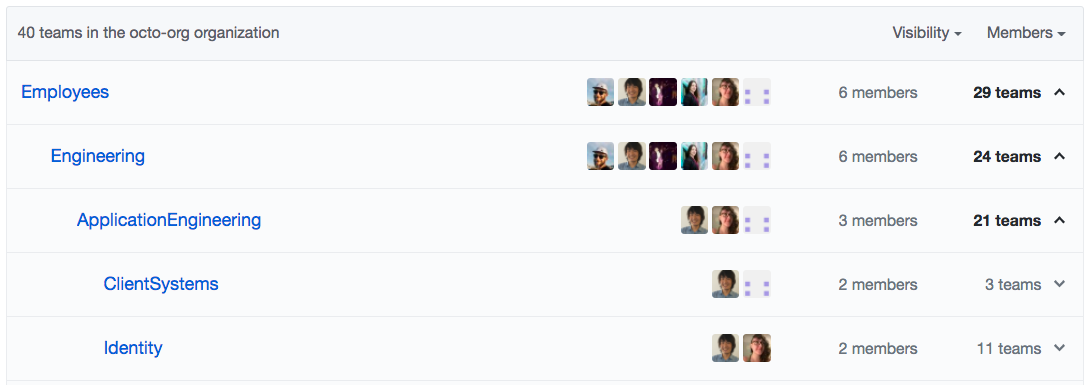 40 teams in the octo-org organization Visibility Members
Employees 6 members 29 teams
Engineering 6 members 24 teams
ApplicationEngineering 3 members 21 teams
ClientSystems 2 members 3 teams
Identity 2 members 11 teams